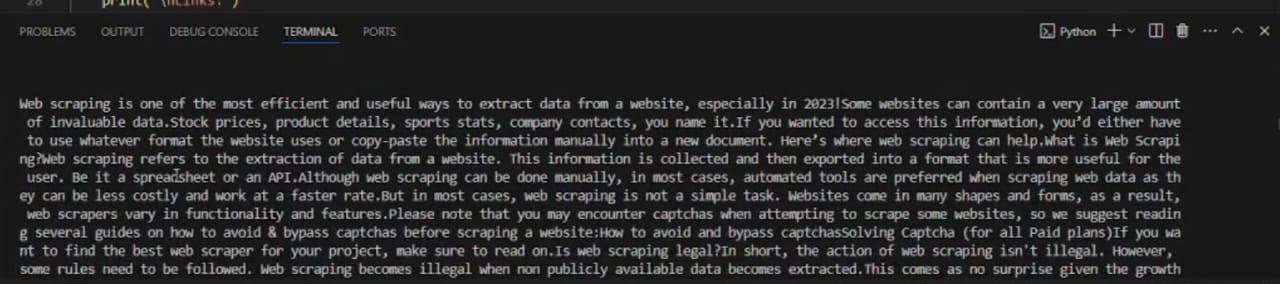 28 print("\nLinks:")
PROBLEMS OUTPUT DEBUG CONSOLE TERMINAL PORTS Python
Web scraping is one of the most efficient and useful ways to extract data from a website, especially in 2023!Some websites can contain a very large amount
of invaluable data.Stock prices, product details, sports stats, company contacts, you name it.If you wanted to access this information, you’d either have
to use whatever format the website uses or copy-paste the information manually into a new document. Here’s where web scraping can help.What is Web Scrapi
ng?Web scraping refers to the extraction of data from a website. This information is collected and then exported into a format that is more useful for the
user. Be it a spreadsheet or an API.Although web scraping can be done manually, in most cases, automated tools are preferred when scraping web data as th
ey can be less costly and work at a faster rate.But in most cases, web scraping is not a simple task. Websites come in many shapes and forms, as a result,
web scrapers vary in functionality and features.Please note that you may encounter captchas when attempting to scrape some websites, so we suggest readin
g several guides on how to avoid & bypass captchas before scraping a website:How to avoid and bypass captchasSolving Captcha (for all Paid plans)If you wa
nt to find the best web scraper for your project, make sure to read on.Is web scraping legal?In short, the action of web scraping isn't illegal. However,
some rules need to be followed. Web scraping becomes illegal when non publicly available data becomes extracted.This comes as no surprise given the growth